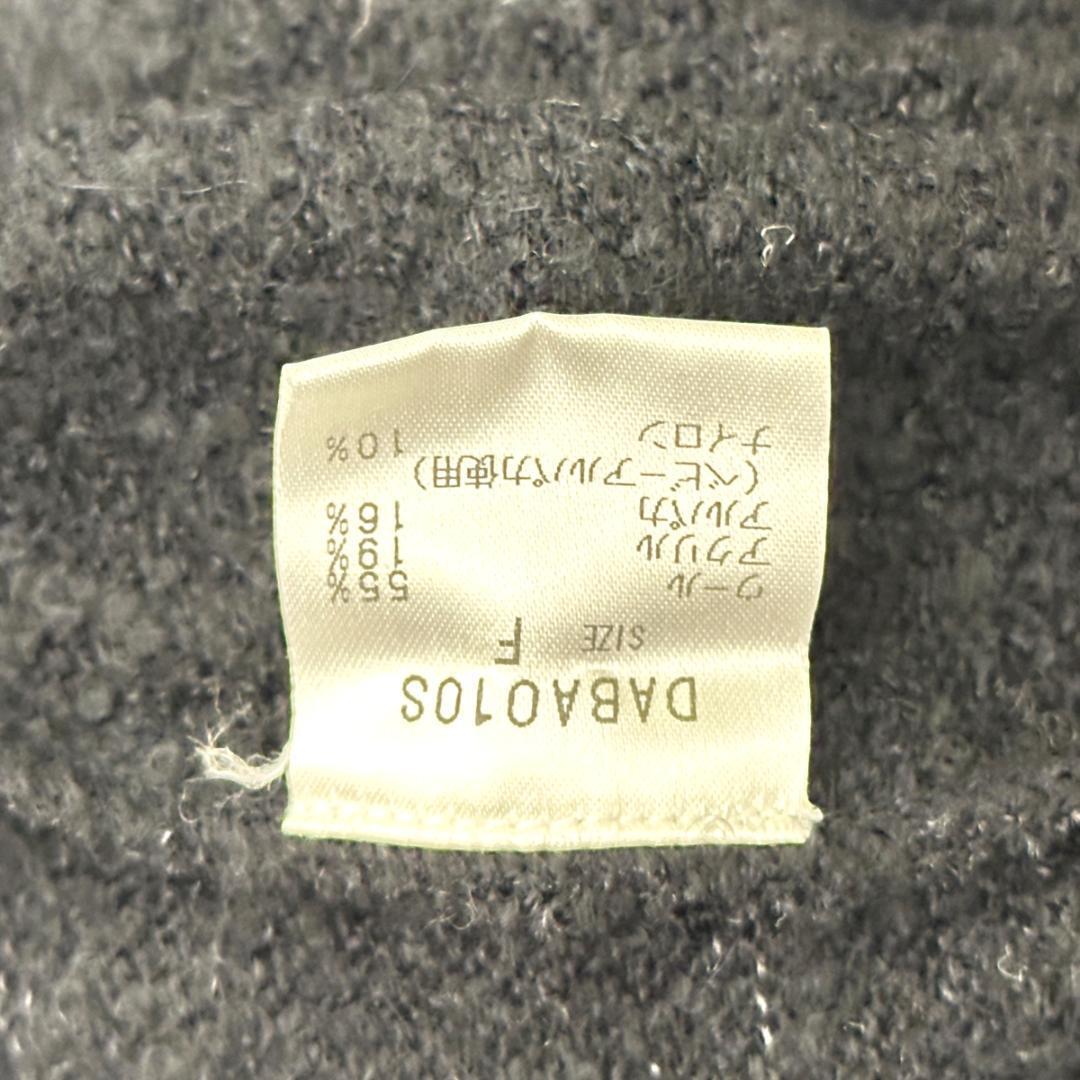 DABA010S
SIZE F
ウール 55%
アクリル 19%
アルパカ 16%
(ベビーアルパカ使用)
ナイロン 10%